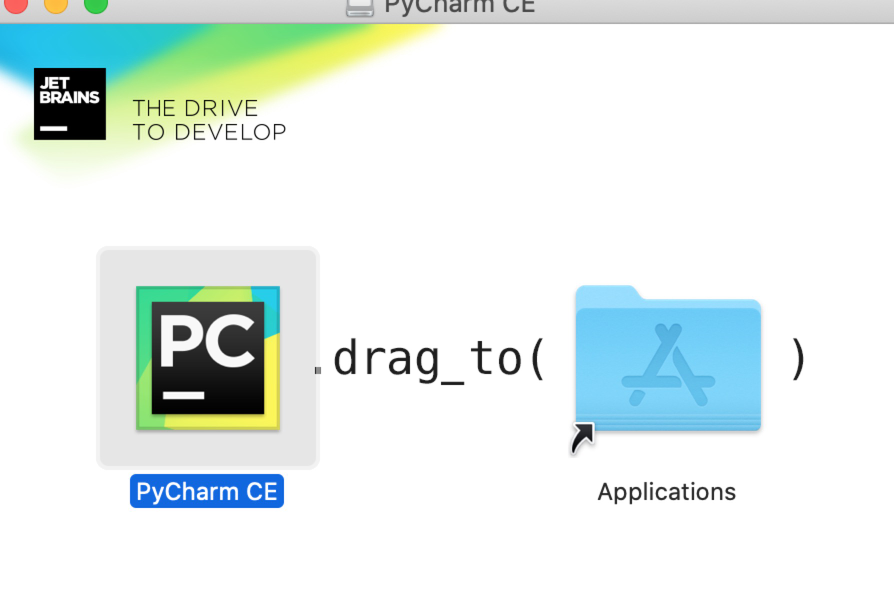 PyCharm CE
JET
BRAINS
THE DRIVE
TO DEVELOP
PC
.drag_to( )
PyCharm CE
Applications